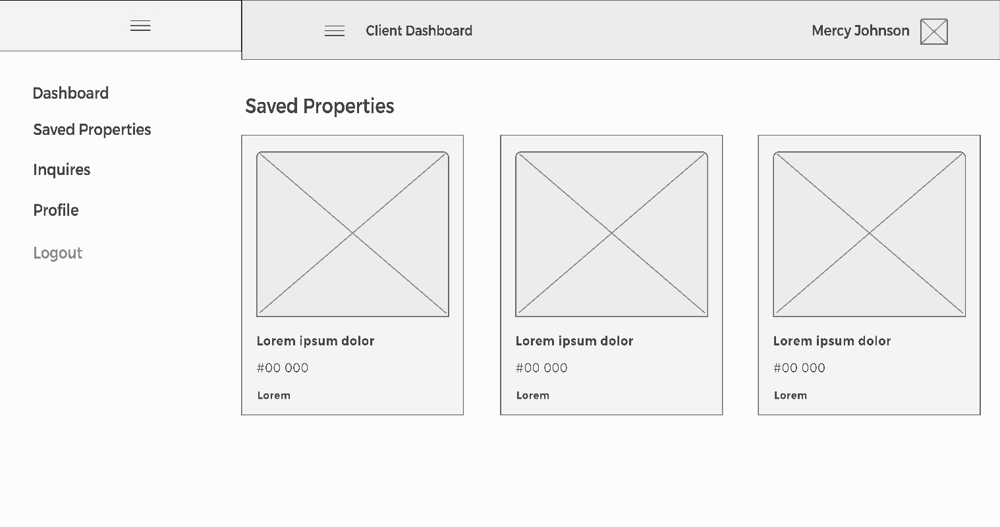 Client Dashboard
Mercy Johnson
Dashboard
Saved Properties
Inquires
Profile
Logout
Saved Properties
Lorem ipsum dolor
#00 000
Lorem
Lorem ipsum dolor
#00 000
Lorem
Lorem ipsum dolor
#00 000
Lorem